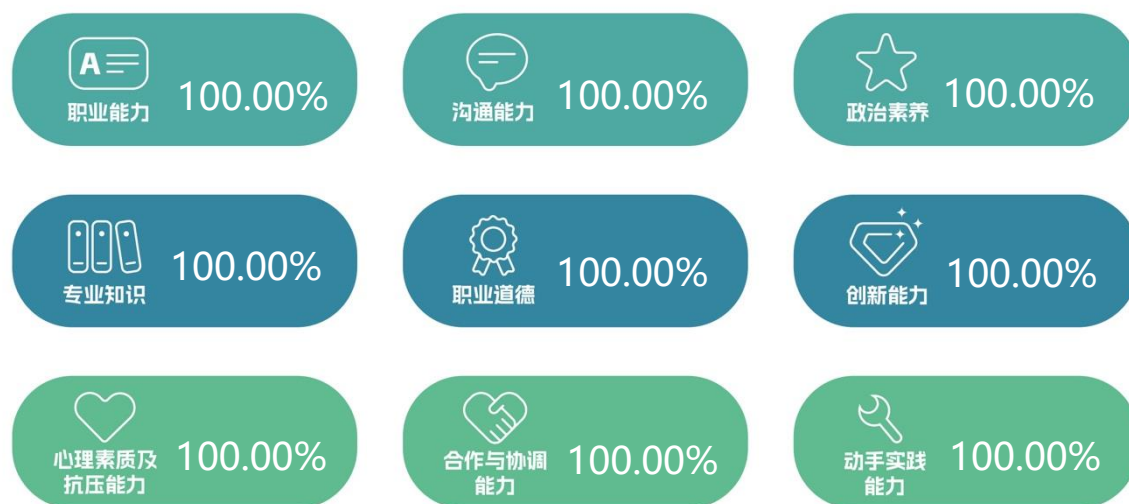 A
职业能力 100.00%
沟通能力 100.00%
政治素养 100.00%
专业知识 100.00%
职业道德 100.00%
创新能力 100.00%
心理素质及
抗压能力
100.00%
合作与协调
能力
100.00%
动手实践
能力
100.00%